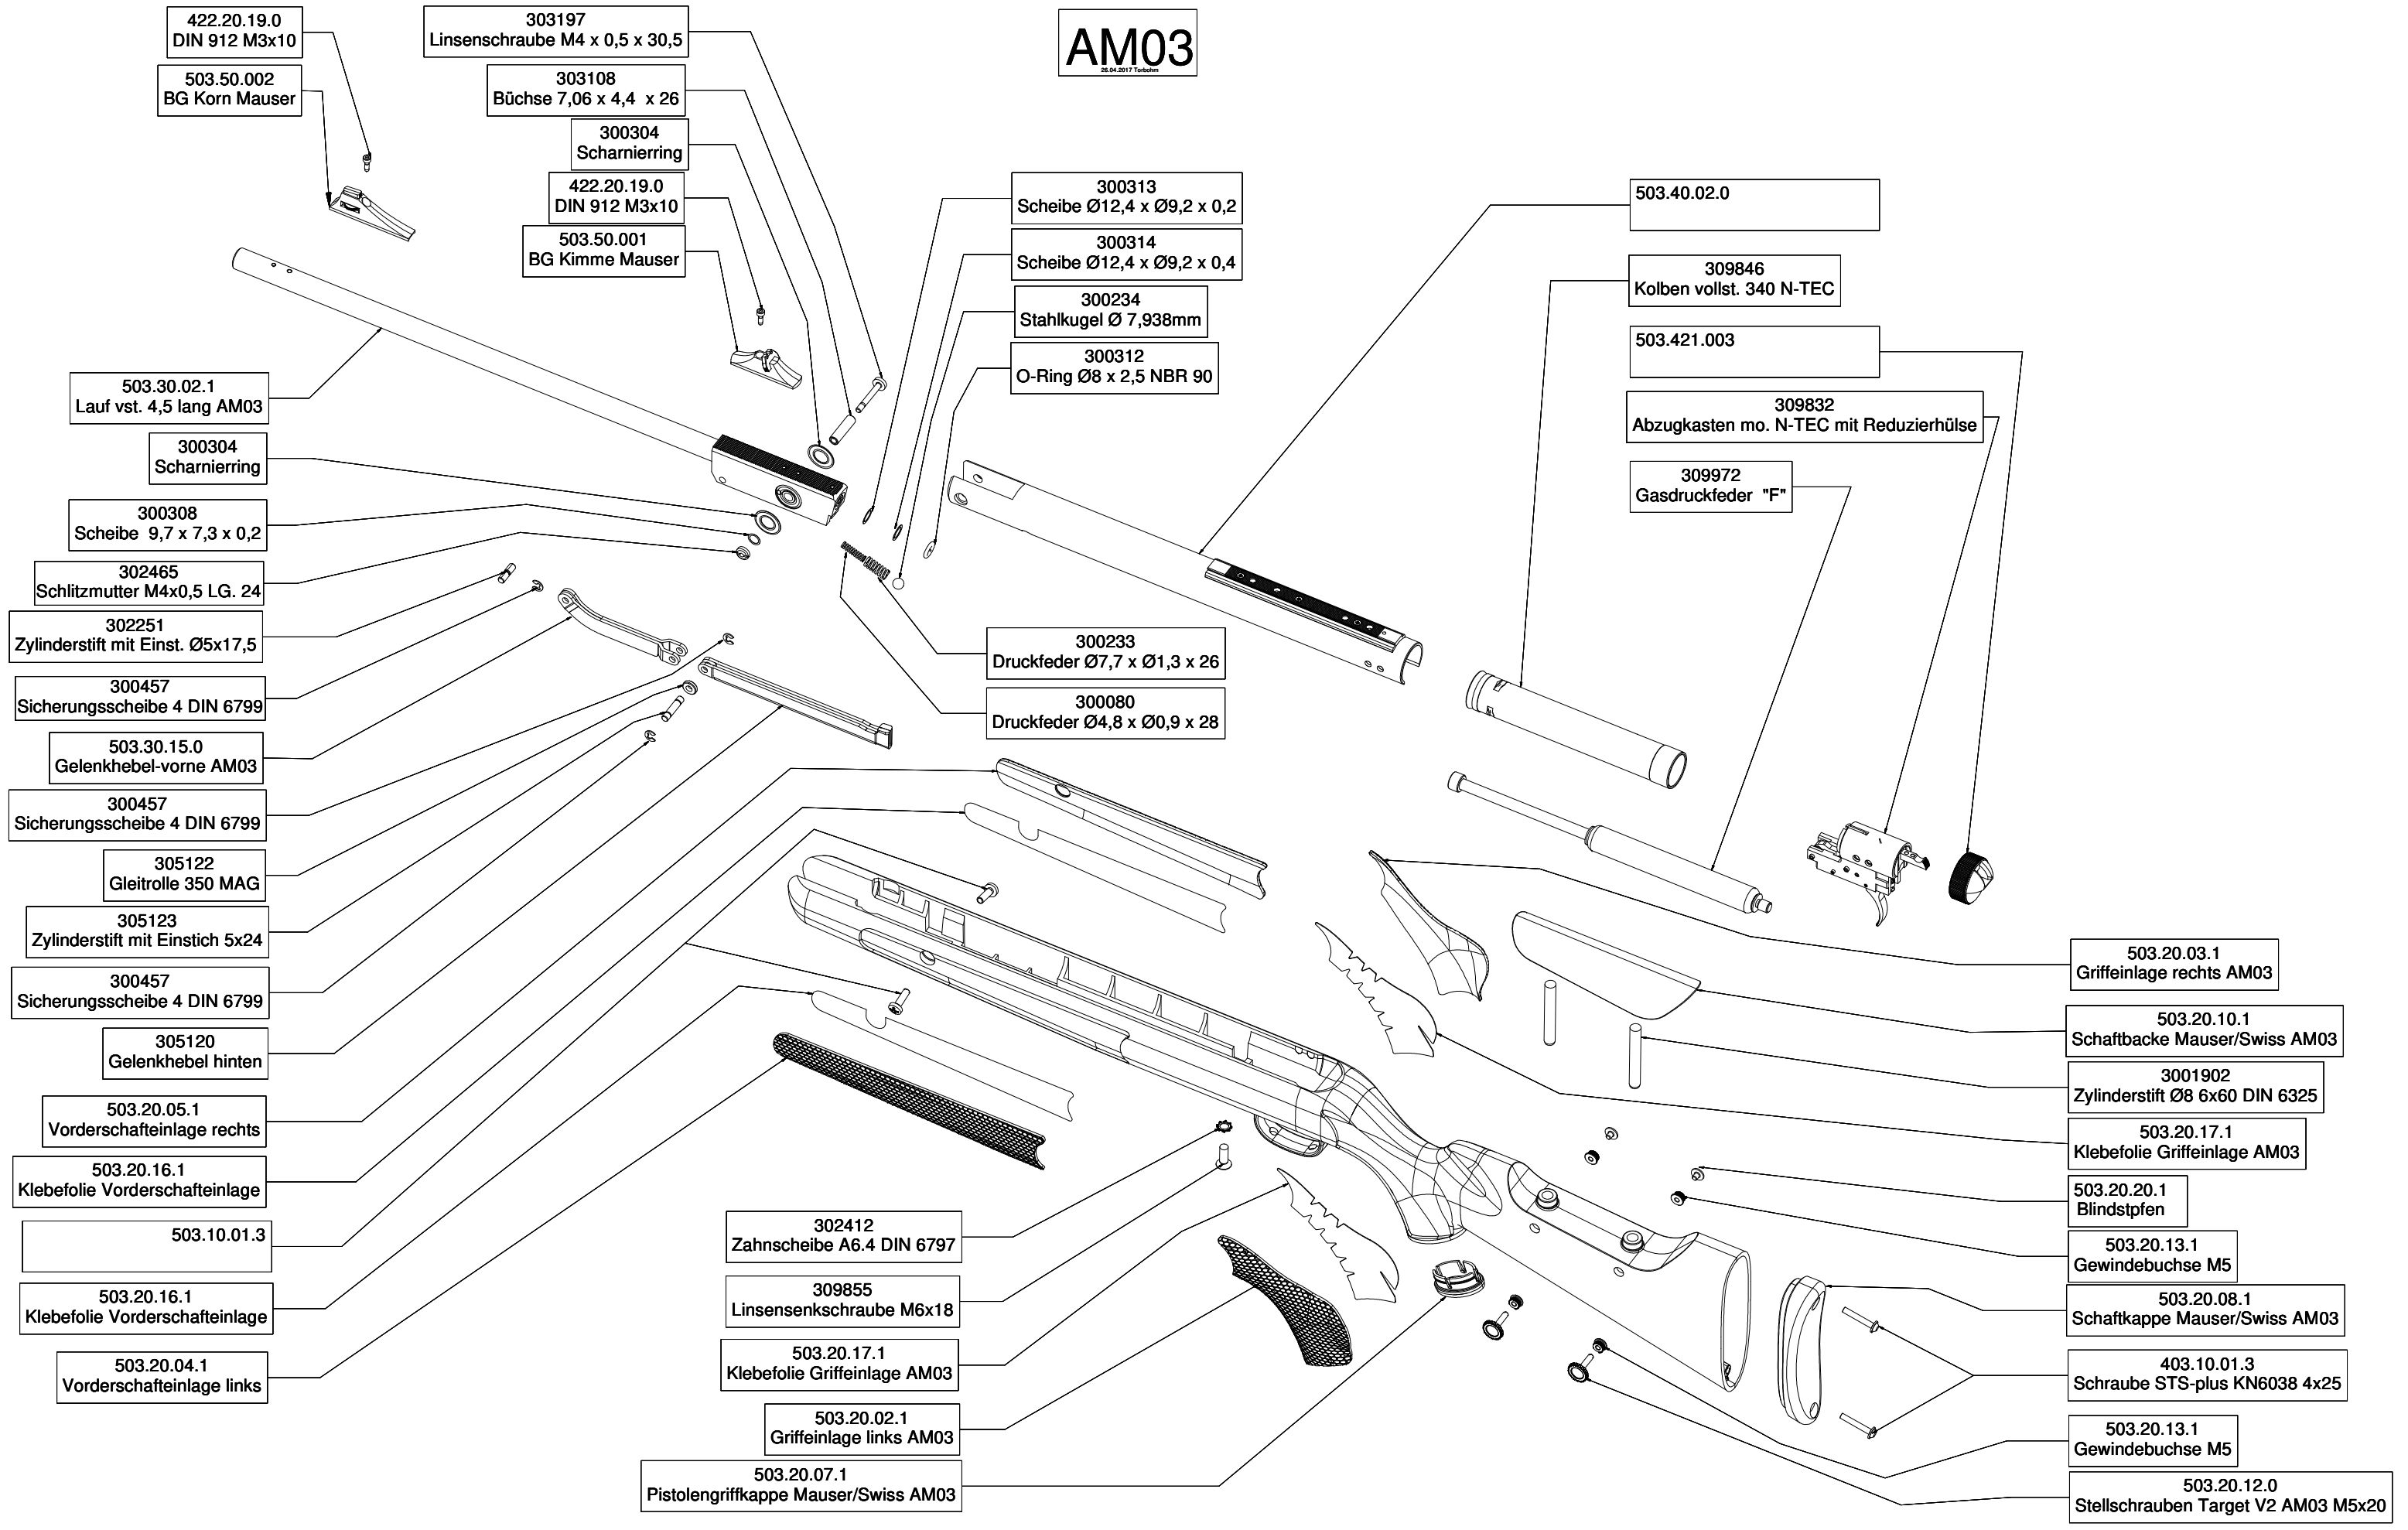 AM03
26.04.2017 Torbohm
422.20.19.0
DIN 912 M3x10
503.50.002
BG Korn Mauser
303197
Linsenschraube M4 x 0,5 x 30,5
303108
Büchse 7,06 x 4,4 x 26
300304
Scharnierring
422.20.19.0
DIN 912 M3x10
503.50.001
BG Kimme Mauser
300313
Scheibe Ø12,4 x Ø9,2 x 0,2
300314
Scheibe Ø12,4 x Ø9,2 x 0,4
300234
Stahlkugel Ø 7,938mm
300312
O-Ring Ø8 x 2,5 NBR 90
503.40.02.0
309846
Kolben vollst. 340 N-TEC
503.421.003
309832
Abzugkasten mo. N-TEC mit Reduzierhülse
309972
Gasdruckfeder "F"
503.30.02.1
Lauf vst. 4,5 lang AM03
300304
Scharnierring
300308
Scheibe 9,7 x 7,3 x 0,2
302465
Schlitzmutter M4x0,5 LG. 24
302251
Zylinderstift mit Einst. Ø5x17,5
300457
Sicherungsscheibe 4 DIN 6799
503.30.15.0
Gelenkhebel-vorne AM03
300457
Sicherungsscheibe 4 DIN 6799
305122
Gleitrolle 350 MAG
305123
Zylinderstift mit Einstich 5x24
300457
Sicherungsscheibe 4 DIN 6799
305120
Gelenkhebel hinten
503.20.05.1
Vorderschafteinlage rechts
503.20.16.1
Klebefolie Vorderschafteinlage
503.10.01.3
503.20.16.1
Klebefolie Vorderschafteinlage
503.20.04.1
Vorderschafteinlage links
300233
Druckfeder Ø7,7 x Ø1,3 x 26
300080
Druckfeder Ø4,8 x Ø0,9 x 28
302412
Zahnscheibe A6.4 DIN 6797
309855
Linsensenkschraube M6x18
503.20.17.1
Klebefolie Griffeinlage AM03
503.20.02.1
Griffeinlage links AM03
503.20.07.1
Pistolengriffkappe Mauser/Swiss AM03
503.20.03.1
Griffeinlage rechts AM03
503.20.10.1
Schaftbacke Mauser/Swiss AM03
3001902
Zylinderstift Ø8 6x60 DIN 6325
503.20.17.1
Klebefolie Griffeinlage AM03
503.20.20.1
Blindstpfen
503.20.13.1
Gewindebuchse M5
503.20.08.1
Schaftkappe Mauser/Swiss AM03
403.10.01.3
Schraube STS-plus KN6038 4x25
503.20.13.1
Gewindebuchse M5
503.20.12.0
Stellschrauben Target V2 AM03 M5x20